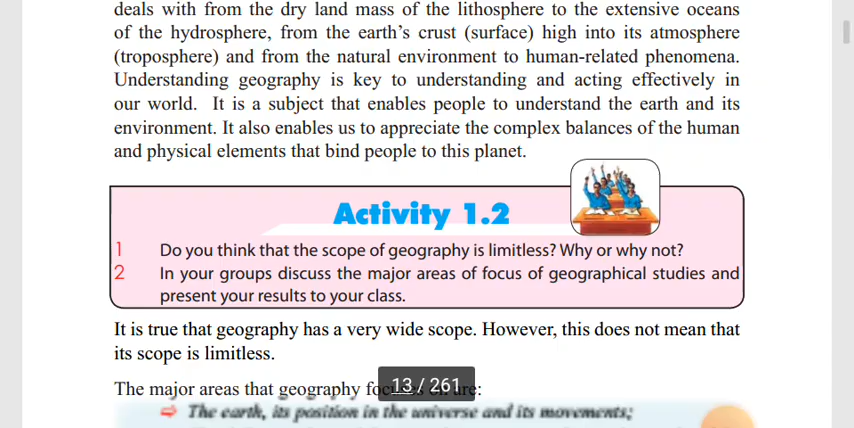 deals with from the dry land mass of the lithosphere to the extensive oceans
of the hydrosphere, from the earth's crust (surface) high into its atmosphere
(troposphere) and from the natural environment to human-related phenomena.
Understanding geography is key to understanding and acting effectively in
our world. It is a subject that enables people to understand the earth and its
environment. It also enables us to appreciate the complex balances of the human
and physical elements that bind people to this planet.
Activity 1.2
1 Do you think that the scope of geography is limitless? Why or why not?
2 In your groups discuss the major areas of focus of geographical studies and
present your results to your class.
It is true that geography has a very wide scope. However, this does not mean that
its scope is limitless.
The major areas that geography are:
13 / 261
The earth, its position in the universe and its movements;